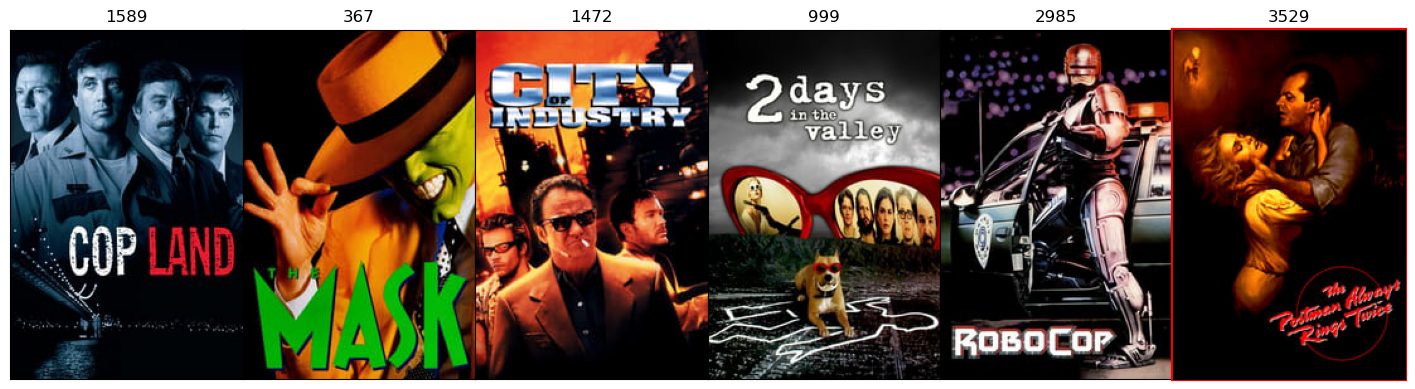 1589
367
1472
999
2985
3529
COP LAND
THE
MASK
CITY
OF
INDUSTRY
2 days
in the
valley
ROBOCOP
The
Postman Always
Rings Twice